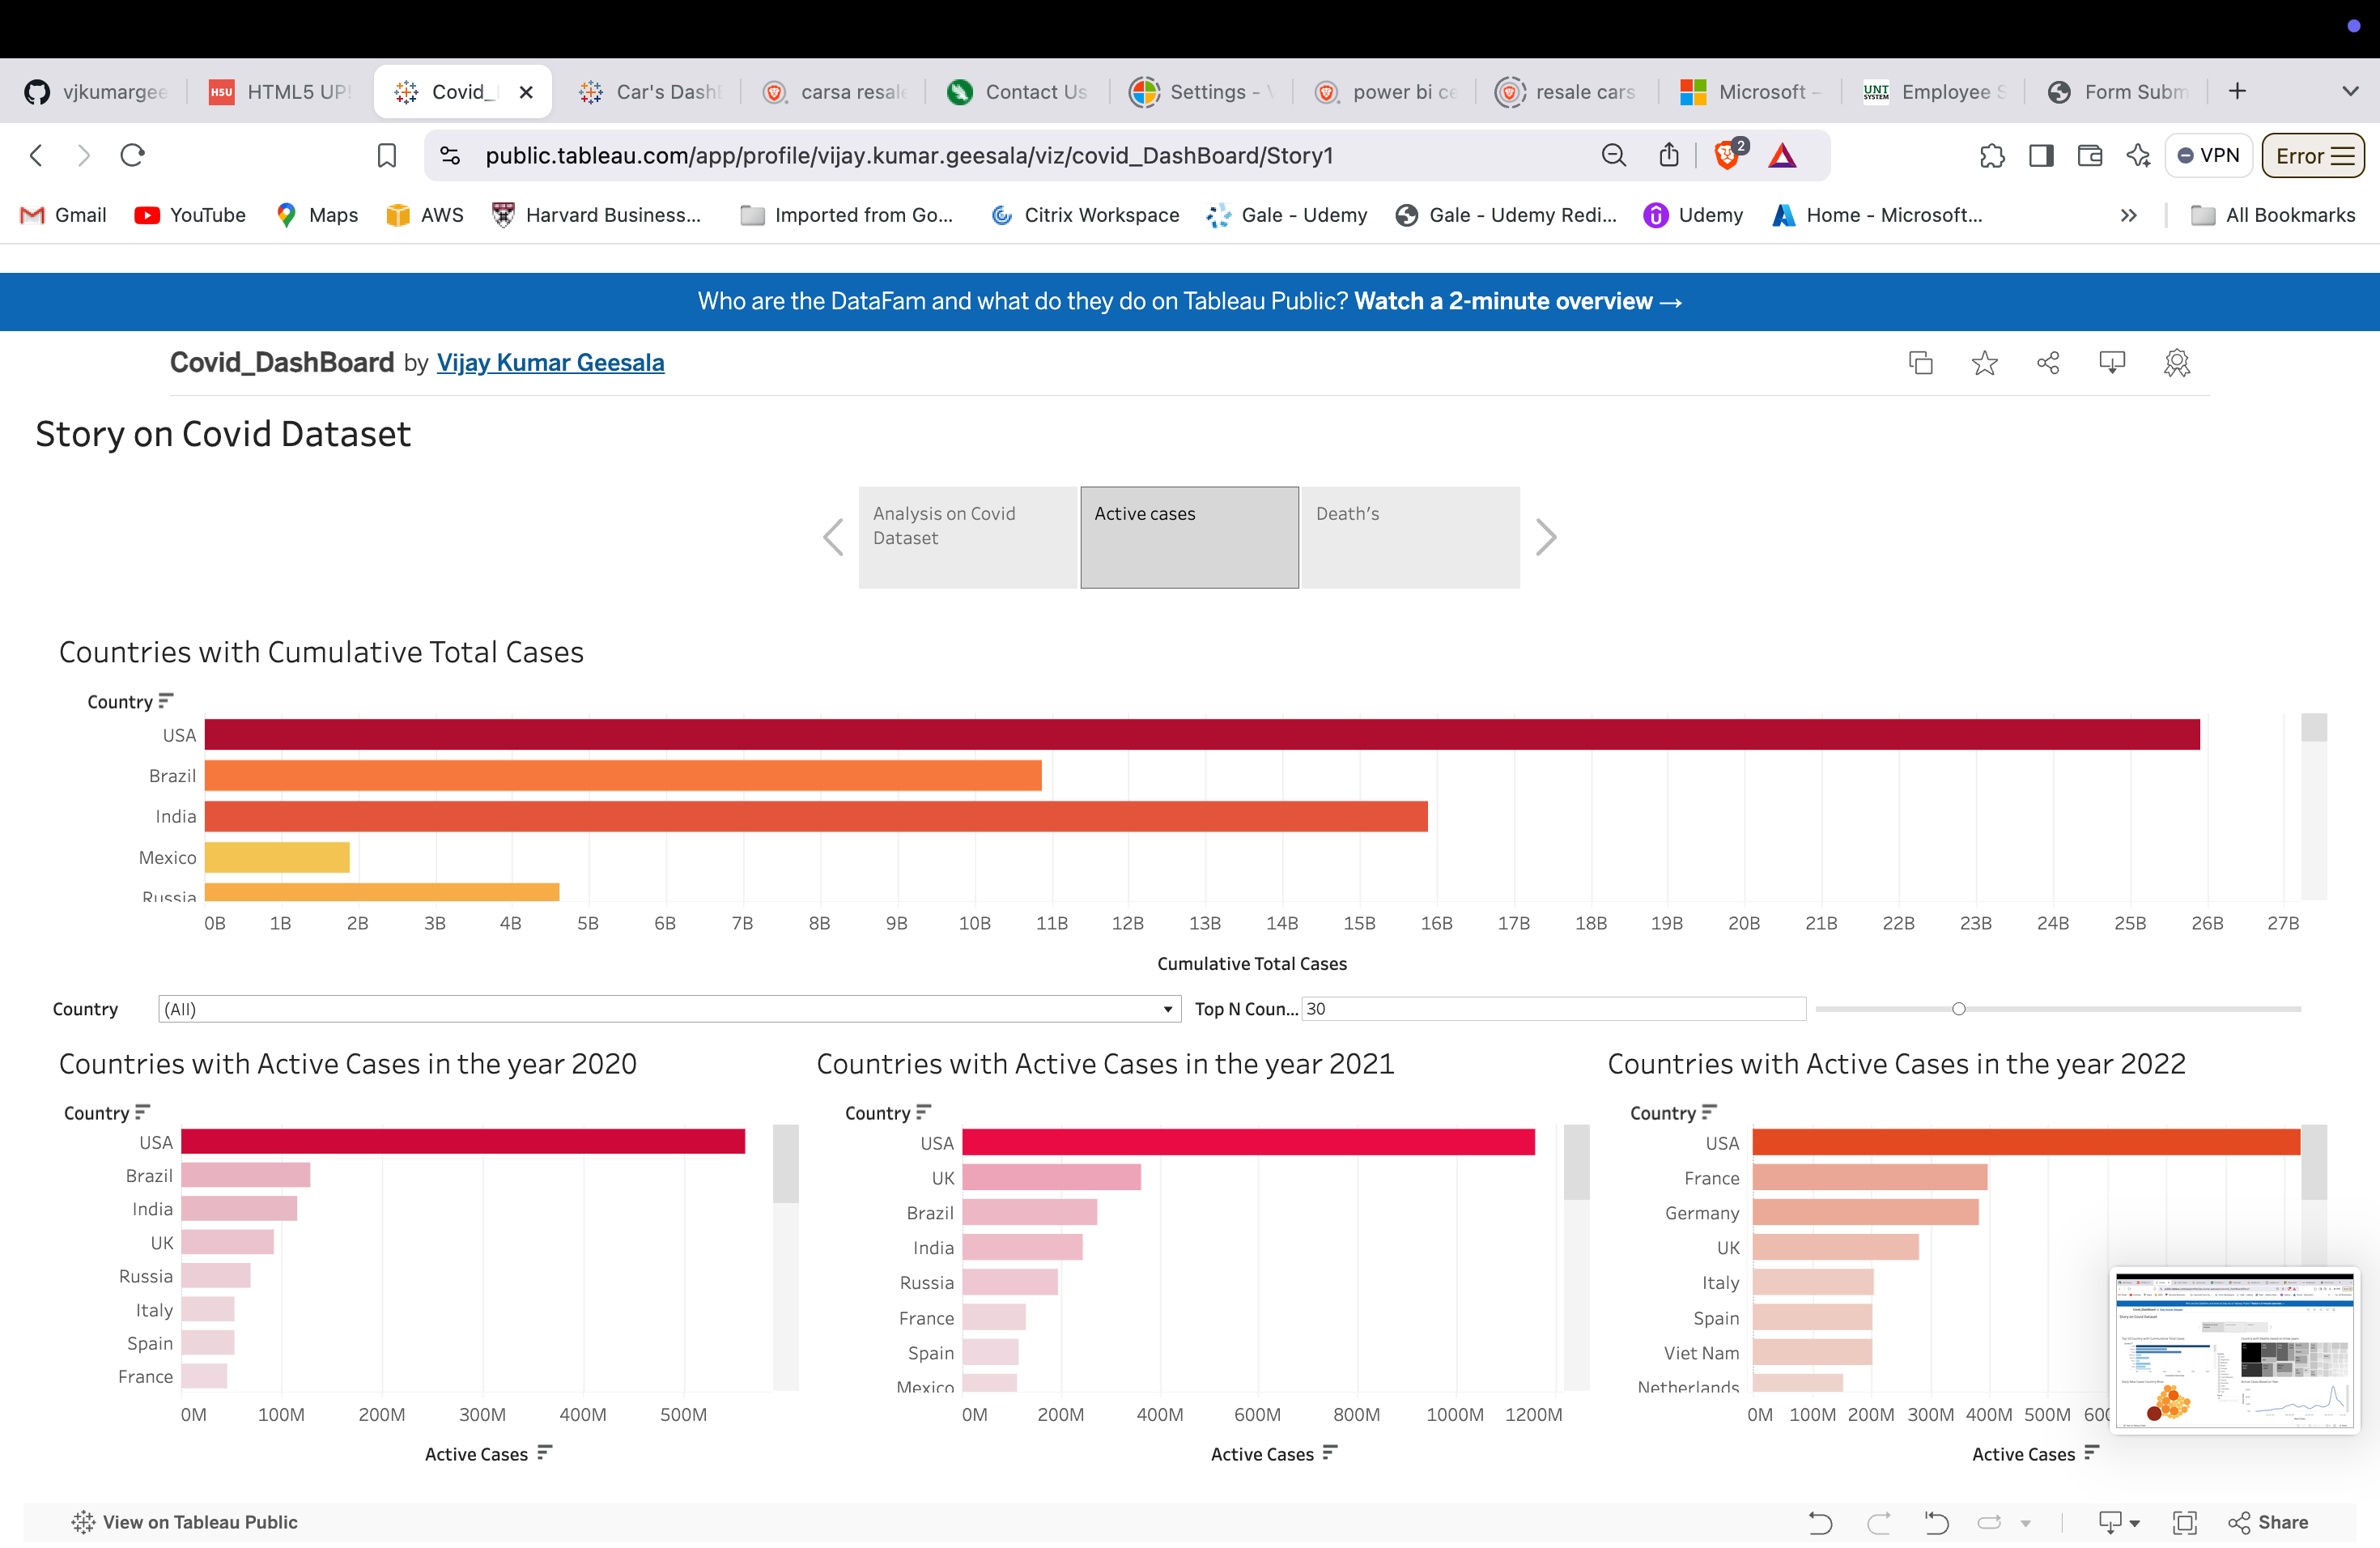 vjkumargee
H5U HTML5 UP!
Covid_
Car's Dash
carsa resale
Contact Us
Settings -
power bi ce
resale cars
Microsoft -
UNT SYSTEM Employee S
Form Subm
public.tableau.com/app/profile/vijay.kumar.geesala/viz/covid_DashBoard/Story1
2
VPN
Error
Gmail
YouTube
Maps
AWS
Harvard Business...
Imported from Go...
Citrix Workspace
Gale - Udemy
Gale - Udemy Redi...
Udemy
Home - Microsoft...
All Bookmarks
Who are the DataFam and what do they do on Tableau Public? Watch a 2-minute overview →
Covid_DashBoard by Vijay Kumar Geesala
Story on Covid Dataset
Analysis on Covid
Dataset
Active cases
Death's
Countries with Cumulative Total Cases
Country
USA
Brazil
India
Mexico
Russia
0B 1B 2B 3B 4B 5B 6B 7B 8B 9B 10B 11B 12B 13B 14B 15B 16B 17B 18B 19B 20B 21B 22B 23B 24B 25B 26B 27B
Cumulative Total Cases
Country (All)
Top N Coun... 30
Countries with Active Cases in the year 2020
Country
USA
Brazil
India
UK
Russia
Italy
Spain
France
0M 100M 200M 300M 400M 500M
Active Cases
Countries with Active Cases in the year 2021
Country
USA
UK
Brazil
India
Russia
France
Spain
Mexico
0M 200M 400M 600M 800M 1000M 1200M
Active Cases
Countries with Active Cases in the year 2022
Country
USA
France
Germany
UK
Italy
Spain
Viet Nam
Netherlands
0M 100M 200M 300M 400M 500M
Active Cases
View on Tableau Public
Share